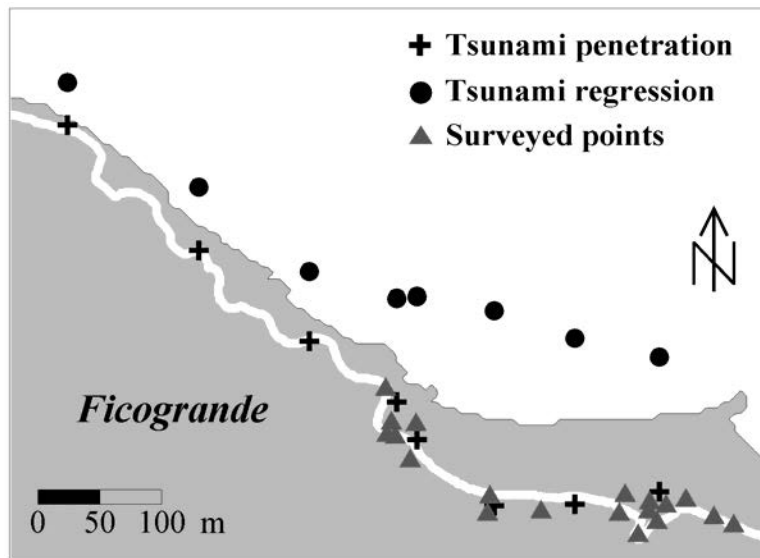 Tsunami penetration
Tsunami regression
Surveyed points
N
Ficogrande
0 50 100 m